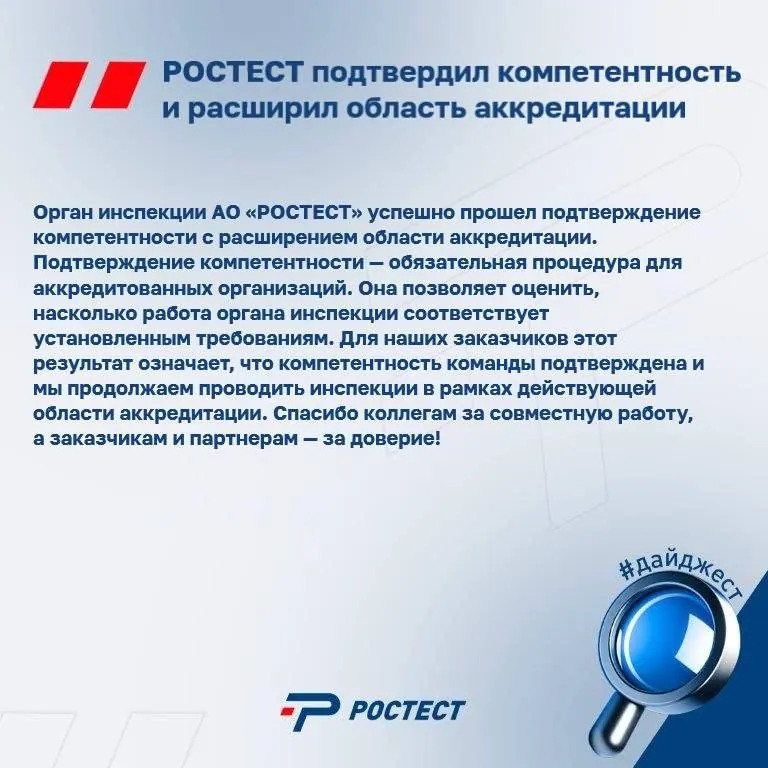 РОСТЕСТ подтвердил компетентность
и расширил область аккредитации
Орган инспекции АО «РОСТЕСТ» успешно прошел подтверждение
компетентности с расширением области аккредитации.
Подтверждение компетентности — обязательная процедура для
аккредитованных организаций. Она позволяет оценить,
насколько работа органа инспекции соответствует
установленным требованиям. Для наших заказчиков этот
результат означает, что компетентность команды подтверждена и
мы продолжаем проводить инспекции в рамках действующей
области аккредитации. Спасибо коллегам за совместную работу,
а заказчикам и партнерам — за доверие!
#дайджест
РОСТЕСТ